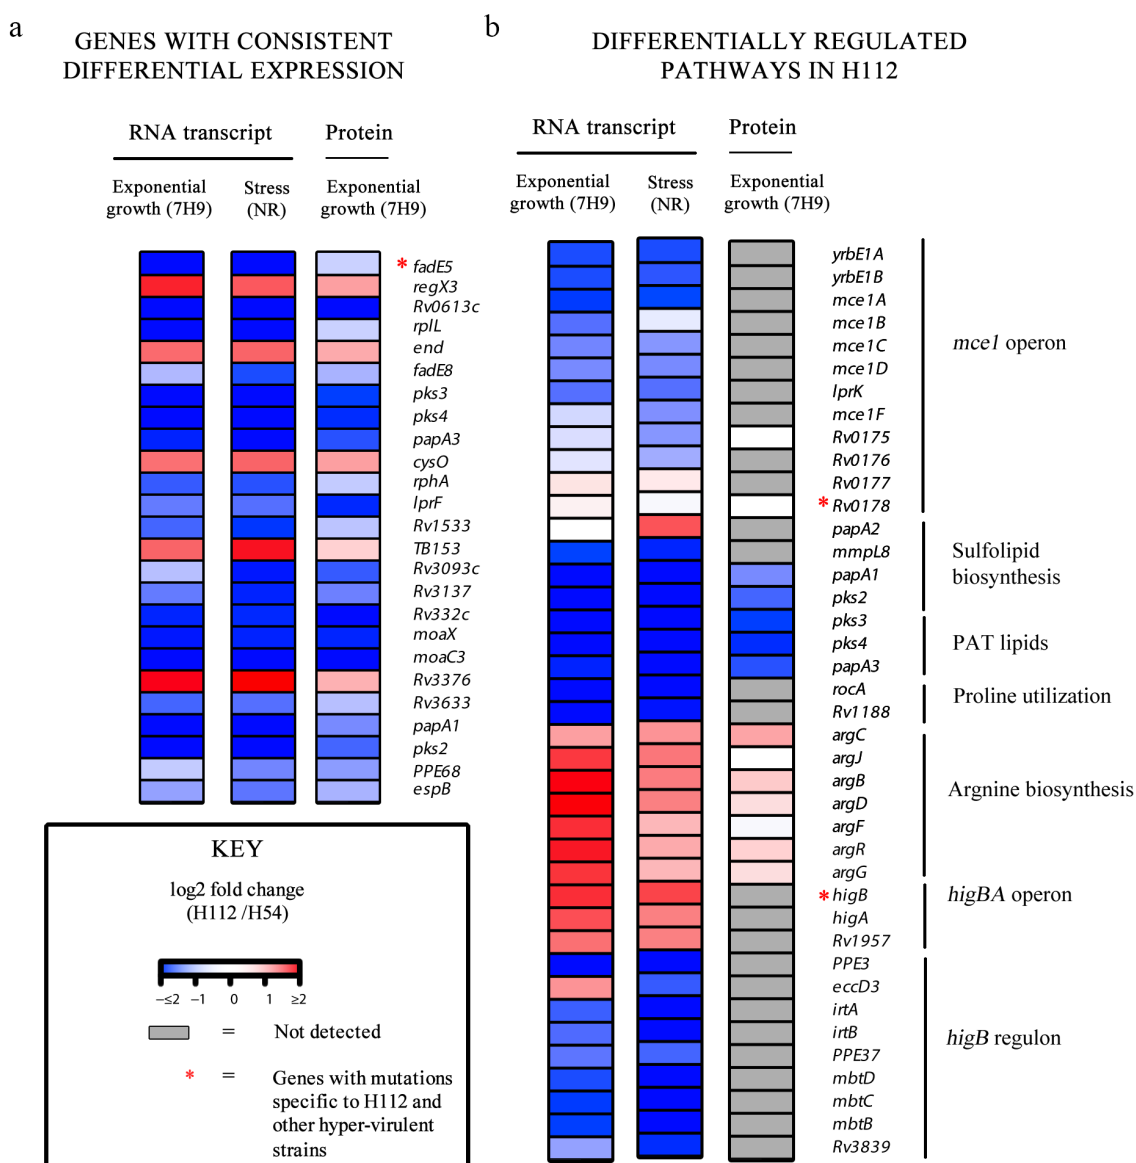 a
GENES WITH CONSISTENT
DIFFERENTIAL EXPRESSION
RNA transcript
Protein
Exponential
growth (7H9)
Stress
(NR)
Exponential
growth (7H9)
* fadE5
regX3
Rv0613c
rplL
end
fadE8
pks3
pks4
papA3
cysO
rphA
lprF
Rv1533
TB153
Rv3093c
Rv3137
Rv332c
moaX
moaC3
Rv3376
Rv3633
papA1
pks2
PPE68
espB
KEY
log2 fold change
(H112 /H54)
−≤2 −1 0 1 ≥2
= Not detected
* = Genes with mutations
specific to H112 and
other hyper-virulent
strains
b
DIFFERENTIALLY REGULATED
PATHWAYS IN H112
RNA transcript
Protein
Exponential
growth (7H9)
Stress
(NR)
Exponential
growth (7H9)
yrbE1A
yrbE1B
mce1A
mce1B
mce1C
mce1D
lprK
mce1F
Rv0175
Rv0176
Rv0177
* Rv0178
mce1 operon
papA2
mmpL8
papA1
pks2
Sulfolipid
biosynthesis
pks3
pks4
papA3
PAT lipids
rocA
Rv1188
Proline utilization
argC
argJ
argB
argD
argF
argR
argG
Argnine biosynthesis
* higB
higA
Rv1957
higBA operon
PPE3
eccD3
irtA
irtB
PPE37
mbtD
mbtC
mbtB
Rv3839
higB regulon